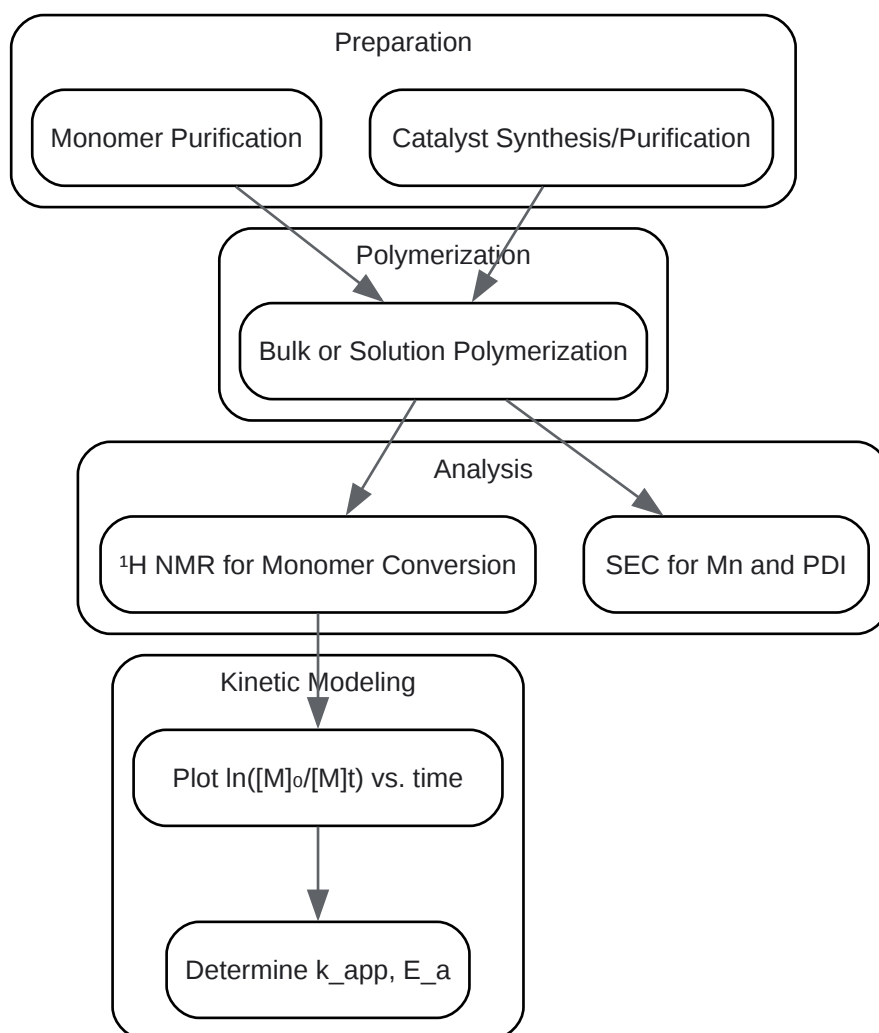 Preparation
Monomer Purification
Catalyst Synthesis/Purification
Polymerization
Bulk or Solution Polymerization
Analysis
¹H NMR for Monomer Conversion
SEC for Mn and PDI
Kinetic Modeling
Plot ln([M]₀/[M]t) vs. time
Determine k_app, E_a